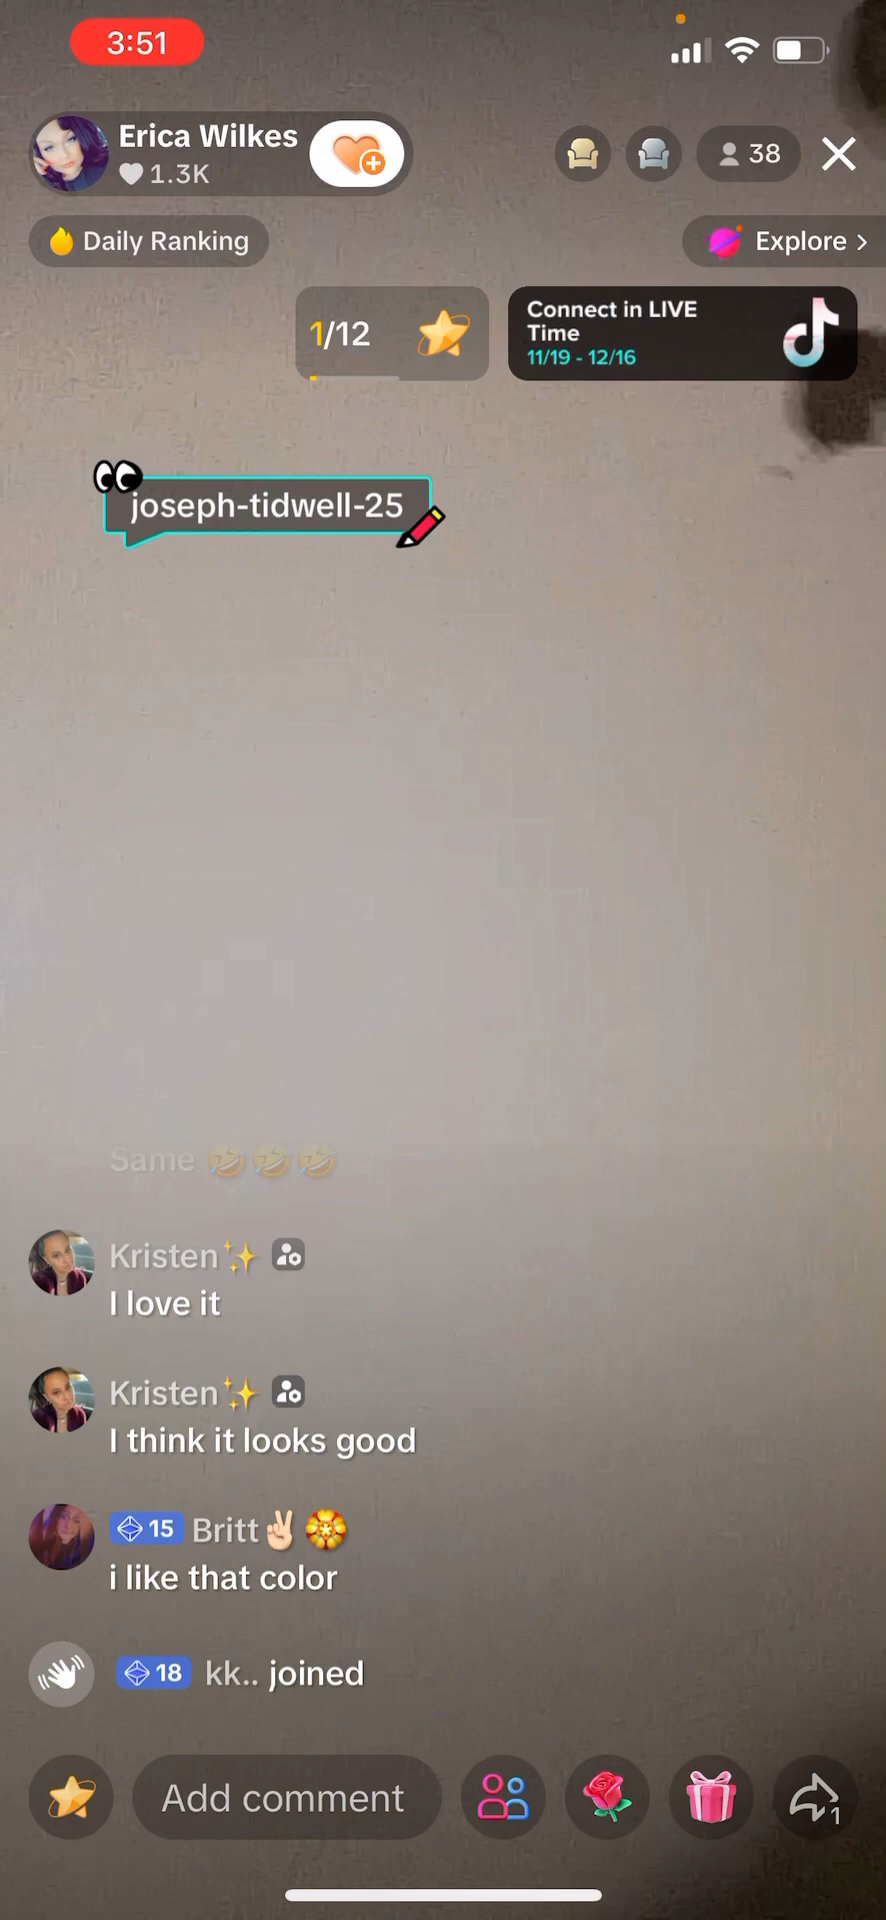 3:51
Erica Wilkes
1.3K
38
Daily Ranking
Explore >
1/12
Connect in LIVE
Time
11/19 - 12/16
joseph-tidwell-25
Same 🤣🤣🤣
Kristen✨
I love it
Kristen✨
I think it looks good
15 Britt✌🏻🏵️
i like that color
18 kk.. joined
Add comment
1